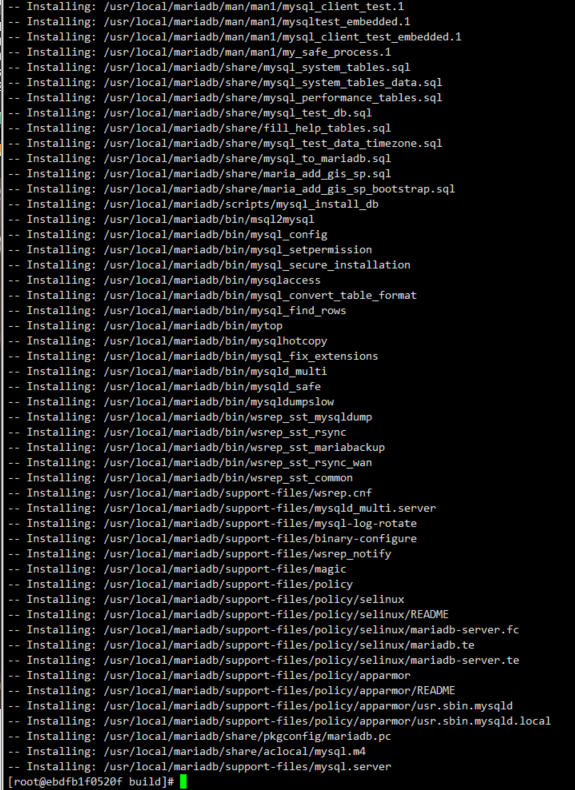 -- Installing: /usr/local/mariadb/man/man1/mysql_client_test.1
-- Installing: /usr/local/mariadb/man/man1/mysqltest_embedded.1
-- Installing: /usr/local/mariadb/man/man1/mysql_client_test_embedded.1
-- Installing: /usr/local/mariadb/man/man1/my_safe_process.1
-- Installing: /usr/local/mariadb/share/mysql_system_tables.sql
-- Installing: /usr/local/mariadb/share/mysql_system_tables_data.sql
-- Installing: /usr/local/mariadb/share/mysql_performance_tables.sql
-- Installing: /usr/local/mariadb/share/mysql_test_db.sql
-- Installing: /usr/local/mariadb/share/fill_help_tables.sql
-- Installing: /usr/local/mariadb/share/mysql_test_data_timezone.sql
-- Installing: /usr/local/mariadb/share/mysql_to_mariadb.sql
-- Installing: /usr/local/mariadb/share/maria_add_gis_sp.sql
-- Installing: /usr/local/mariadb/share/maria_add_gis_sp_bootstrap.sql
-- Installing: /usr/local/mariadb/scripts/mysql_install_db
-- Installing: /usr/local/mariadb/bin/msql2mysql
-- Installing: /usr/local/mariadb/bin/mysql_config
-- Installing: /usr/local/mariadb/bin/mysql_setpermission
-- Installing: /usr/local/mariadb/bin/mysql_secure_installation
-- Installing: /usr/local/mariadb/bin/mysqlaccess
-- Installing: /usr/local/mariadb/bin/mysql_convert_table_format
-- Installing: /usr/local/mariadb/bin/mysql_find_rows
-- Installing: /usr/local/mariadb/bin/mytop
-- Installing: /usr/local/mariadb/bin/mysqlhotcopy
-- Installing: /usr/local/mariadb/bin/mysql_fix_extensions
-- Installing: /usr/local/mariadb/bin/mysqld_multi
-- Installing: /usr/local/mariadb/bin/mysqld_safe
-- Installing: /usr/local/mariadb/bin/mysqldumpslow
-- Installing: /usr/local/mariadb/bin/wsrep_sst_mysqldump
-- Installing: /usr/local/mariadb/bin/wsrep_sst_rsync
-- Installing: /usr/local/mariadb/bin/wsrep_sst_mariabackup
-- Installing: /usr/local/mariadb/bin/wsrep_sst_rsync_wan
-- Installing: /usr/local/mariadb/bin/wsrep_sst_common
-- Installing: /usr/local/mariadb/support-files/wsrep.cnf
-- Installing: /usr/local/mariadb/support-files/mysqld_multi.server
-- Installing: /usr/local/mariadb/support-files/mysql-log-rotate
-- Installing: /usr/local/mariadb/support-files/binary-configure
-- Installing: /usr/local/mariadb/support-files/wsrep_notify
-- Installing: /usr/local/mariadb/support-files/magic
-- Installing: /usr/local/mariadb/support-files/policy
-- Installing: /usr/local/mariadb/support-files/policy/selinux
-- Installing: /usr/local/mariadb/support-files/policy/selinux/README
-- Installing: /usr/local/mariadb/support-files/policy/selinux/mariadb-server.fc
-- Installing: /usr/local/mariadb/support-files/policy/selinux/mariadb.te
-- Installing: /usr/local/mariadb/support-files/policy/selinux/mariadb-server.te
-- Installing: /usr/local/mariadb/support-files/policy/apparmor
-- Installing: /usr/local/mariadb/support-files/policy/apparmor/README
-- Installing: /usr/local/mariadb/support-files/policy/apparmor/usr.sbin.mysqld
-- Installing: /usr/local/mariadb/support-files/policy/apparmor/usr.sbin.mysqld.local
-- Installing: /usr/local/mariadb/share/pkgconfig/mariadb.pc
-- Installing: /usr/local/mariadb/share/aclocal/mysql.m4
-- Installing: /usr/local/mariadb/support-files/mysql.server
[root@ebdfb1f0520f build]#